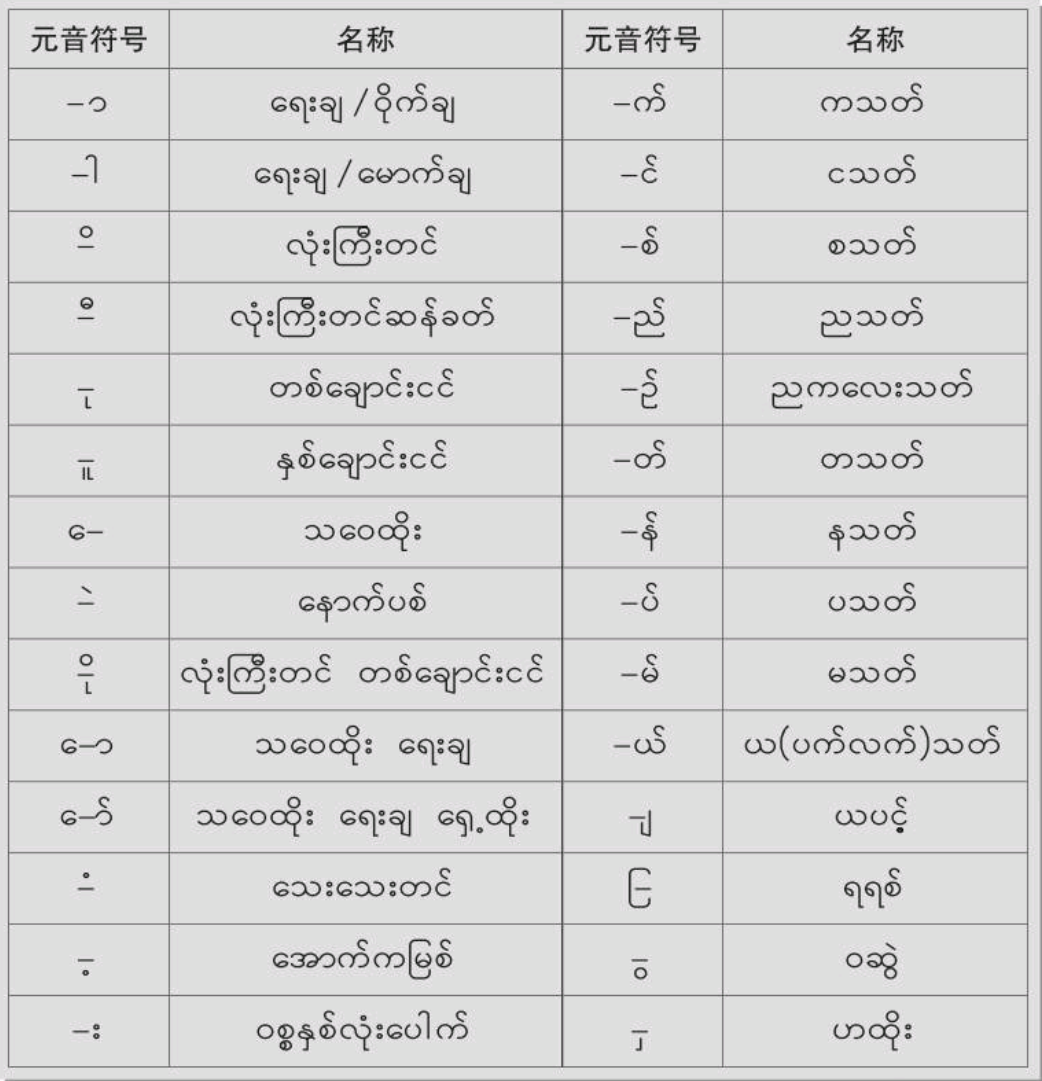 元音符号 名称 元音符号 名称
–ာ ရေးချ / ဝိုက်ချ –က် ကသတ်
–ါ ရေးချ / မောက်ချ –င် ငသတ်
–ိ လုံးကြီးတင် –စ် စသတ်
–ီ လုံးကြီးတင်ဆန်ခတ် –ည် ညသတ်
–ု တစ်ချောင်းငင် –ဉ် ညကလေးသတ်
–ူ နှစ်ချောင်းငင် –တ် တသတ်
ေ– သဝေထိုး –န် နသတ်
–ဲ နောက်ပစ် –ပ် ပသတ်
–ို လုံးကြီးတင် တစ်ချောင်းငင် –မ် မသတ်
ေ–ာ သဝေထိုး ရေးချ –ယ် ယ(ပက်လက်)သတ်
ေ–ာ် သဝေထိုး ရေးချ ရှေ့ထိုး –ျ ယပင့်
–ံ သေးသေးတင် –ြ ရရစ်
–့ အောက်ကမြစ် –ွ ဝဆွဲ
–း ဝစ္စနှစ်လုံးပေါက် –ှ ဟထိုး